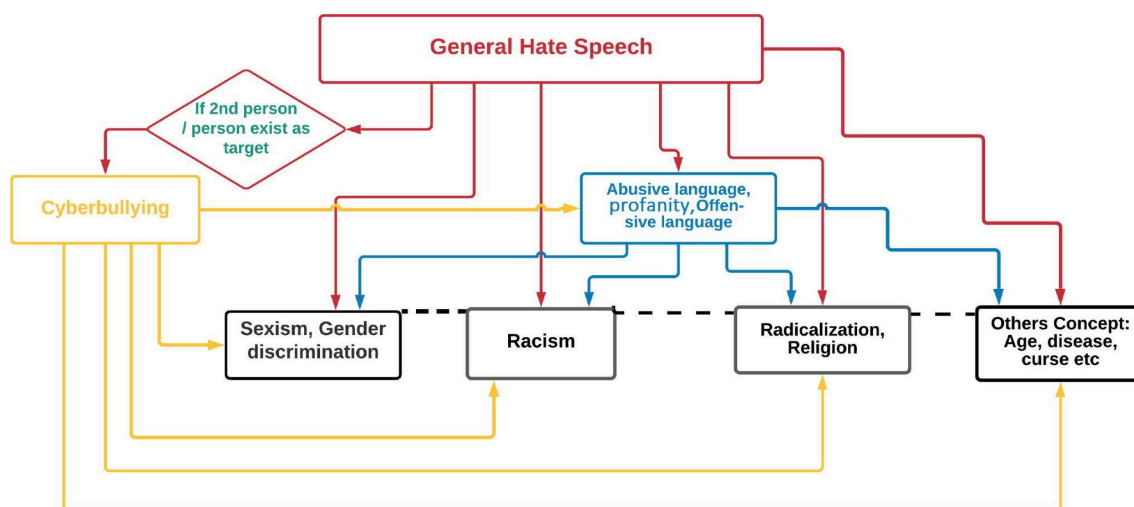 General Hate Speech
If 2nd person
/ person exist as
target
Cyberbullying
Abusive language,
profanity,Offen-
sive language
Sexism, Gender
discrimination
Racism
Radicalization,
Religion
Others Concept:
Age, disease,
curse etc